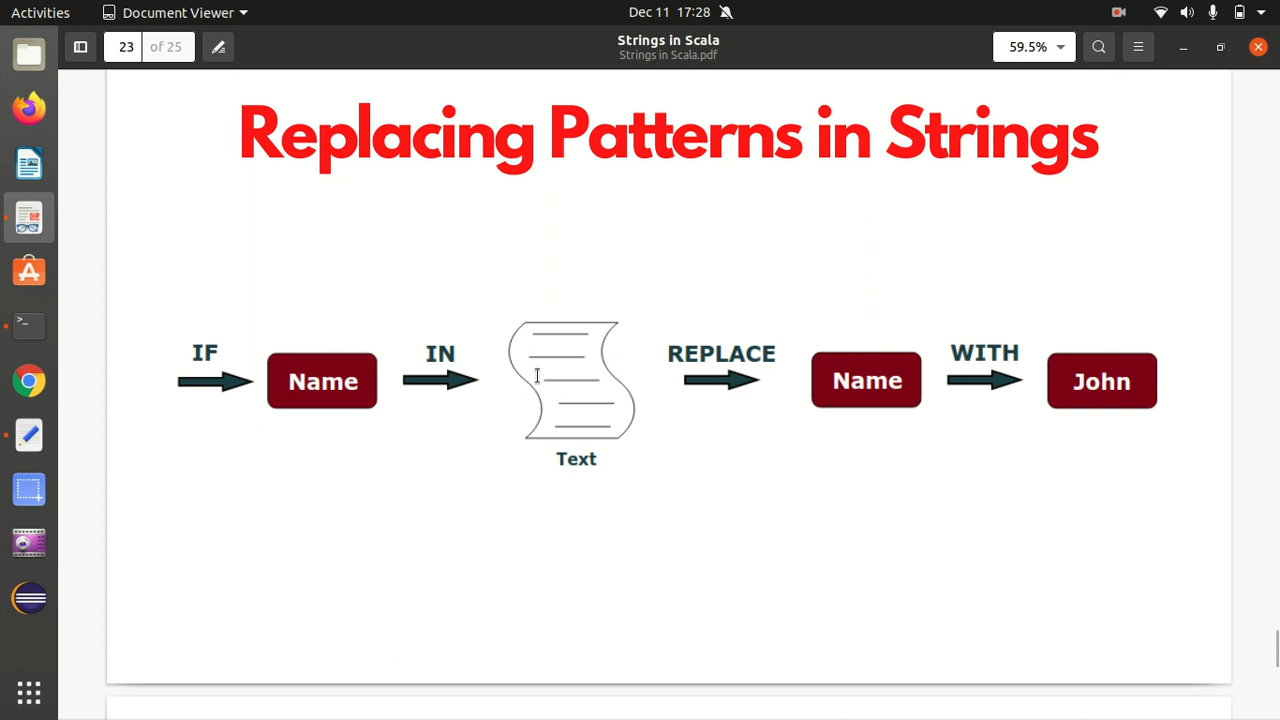 Activities Document Viewer Dec 11 17:28
23 of 25 Strings in Scala 59.5%
Strings in Scala.pdf
Replacing Patterns in Strings
IF Name IN REPLACE Name WITH John
Text